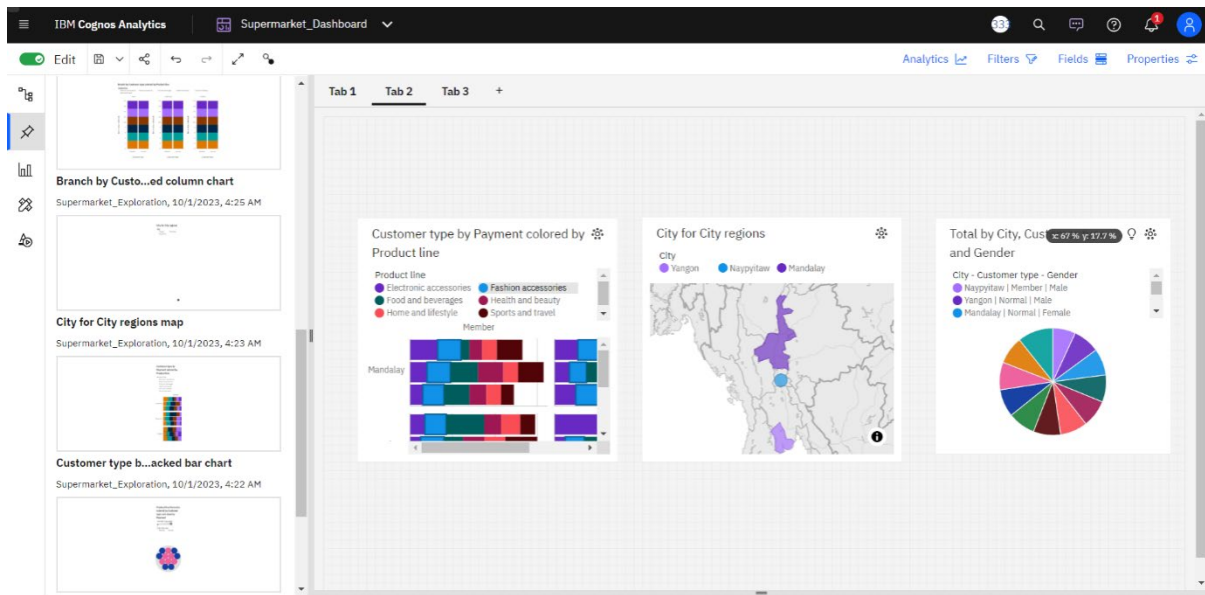 IBM Cognos Analytics
Supermarket_Dashboard
1
Edit
Analytics
Filters
Fields
Properties
Tab 1
Tab 2
Tab 3
+
Branch by Custo...ed column chart
Supermarket_Exploration, 10/1/2023, 4:25 AM
City for City regions map
Supermarket_Exploration, 10/1/2023, 4:23 AM
Customer type b...acked bar chart
Supermarket_Exploration, 10/1/2023, 4:22 AM
Customer type by Payment colored by
Product line
Product line
Electronic accessories
Fashion accessories
Food and beverages
Health and beauty
Home and lifestyle
Sports and travel
Member
Mandalay
City for City regions
City
Yangon
Naypyitaw
Mandalay
Total by City, Cus
x: 67 % y: 17.7 %
and Gender
City - Customer type - Gender
Naypyitaw | Member | Male
Yangon | Normal | Male
Mandalay | Normal | Female